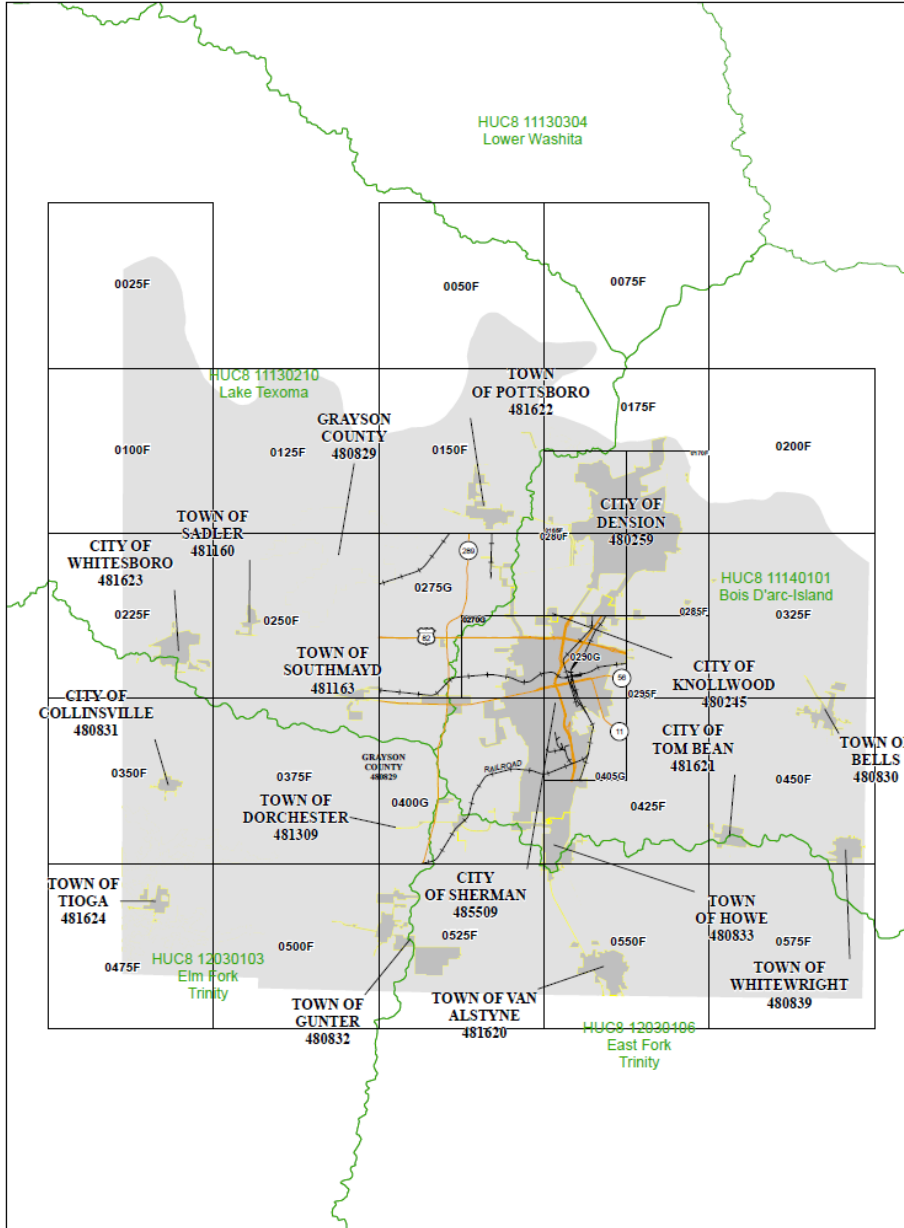 HUC8 11130304
Lower Washita
0025F
0050F
0075F
HUC8 11130210
Lake Texoma
TOWN
OF POTTSBORO
481622
0175F
GRAYSON
COUNTY
480829
0100F
0125F
0150F
0170F
0200F
TOWN OF
SADLER
481160
CITY OF
DENSION
480259
CITY OF
WHITESBORO
481623
0165F
0280F
289
0275G
HUC8 11140101
Bois D'arc-Island
0225F
0250F
0270G
0285F
0325F
82
TOWN OF
SOUTHMAYD
481163
0290G
CITY OF
KNOLLWOOD
480245
56
0295F
CITY OF
COLLINSVILLE
480831
11
CITY OF
TOM BEAN
481621
TOWN OF
BELLS
480830
GRAYSON
COUNTY
480829
RAILROAD
0350F
0375F
0405G
0450F
0400G
0425F
TOWN OF
DORCHESTER
481309
CITY
OF SHERMAN
485509
TOWN OF
TIOGA
481624
TOWN
OF HOWE
480833
0475F
0500F
0525F
0550F
0575F
HUC8 12030103
Elm Fork
Trinity
TOWN OF
WHITEWRIGHT
480839
TOWN OF
GUNTER
480832
TOWN OF VAN
ALSTYNE
481620
HUC8 12030106
East Fork
Trinity